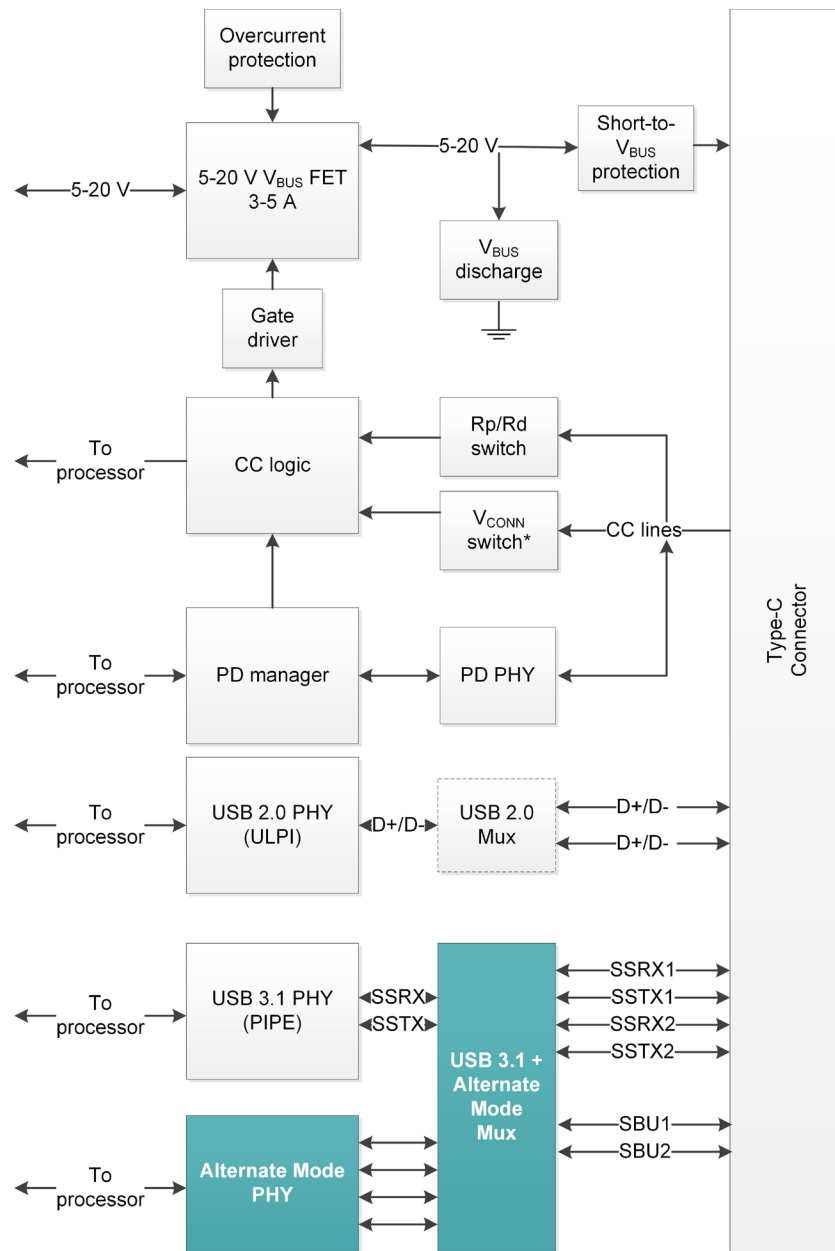 Overcurrent
protection
5-20 V
5-20 V VBUS FET
3-5 A
5-20 V
Short-to-
VBUS
protection
VBUS
discharge
Gate
driver
To
processor
CC logic
Rp/Rd
switch
VCONN
switch*
CC lines
To
processor
PD manager
PD PHY
Type-C
Connector
To
processor
USB 2.0 PHY
(ULPI)
D+/D-
USB 2.0
Mux
D+/D-
D+/D-
To
processor
USB 3.1 PHY
(PIPE)
SSRX
SSTX
USB 3.1 +
Alternate
Mode
Mux
SSRX1
SSTX1
SSRX2
SSTX2
SBU1
SBU2
To
processor
Alternate Mode
PHY